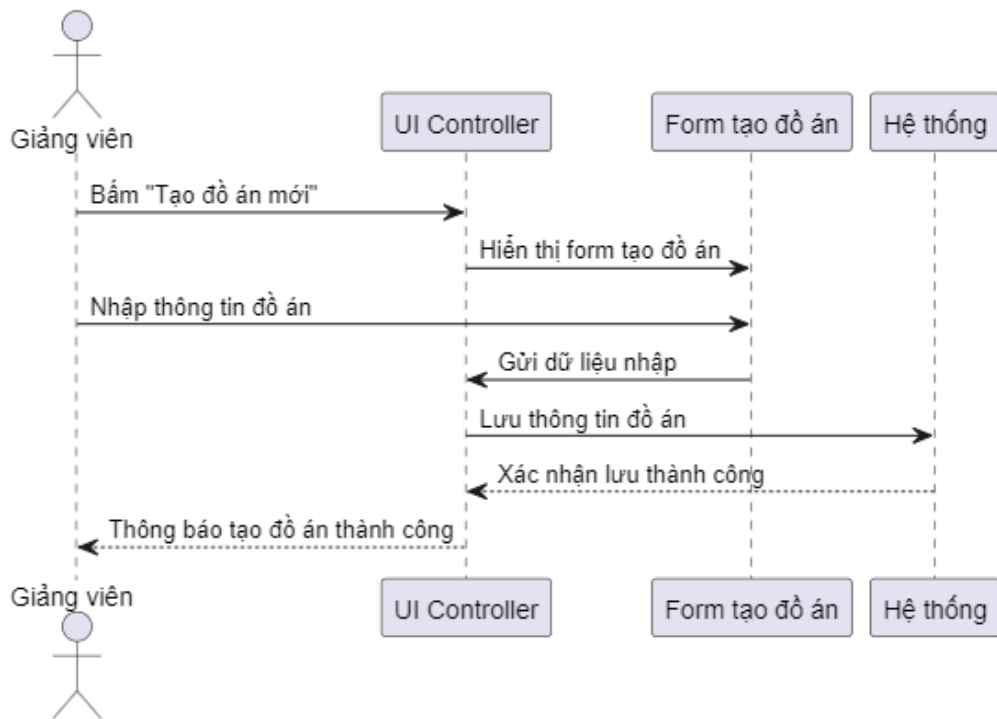 Giảng viên
UI Controller
Form tạo đồ án
Hệ thống
Bấm "Tạo đồ án mới"
Hiển thị form tạo đồ án
Nhập thông tin đồ án
Gửi dữ liệu nhập
Lưu thông tin đồ án
Xác nhận lưu thành công
Thông báo tạo đồ án thành công
Giảng viên
UI Controller
Form tạo đồ án
Hệ thống